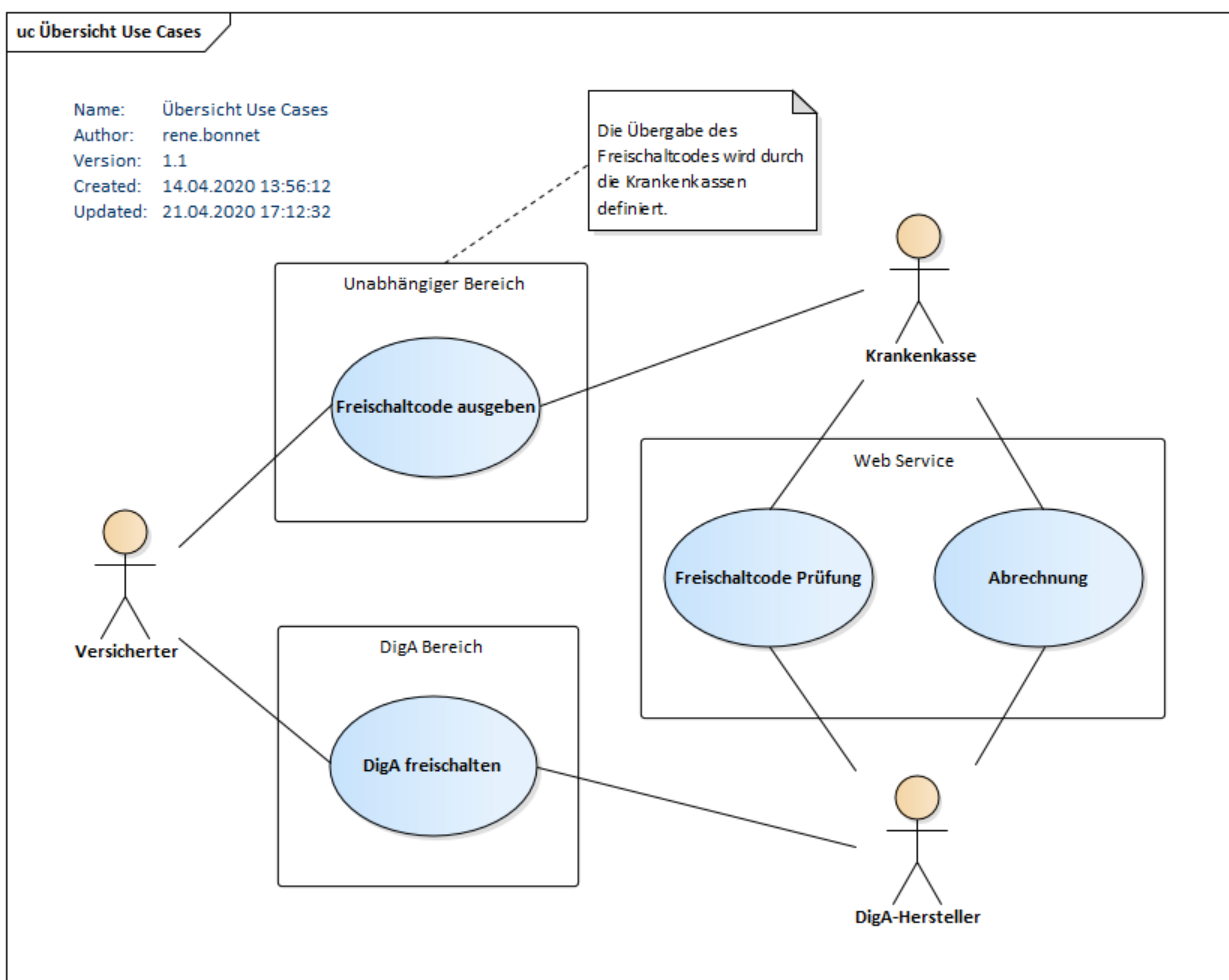 uc Übersicht Use Cases
Name: Übersicht Use Cases
Author: rene.bonnet
Version: 1.1
Created: 14.04.2020 13:56:12
Updated: 21.04.2020 17:12:32
Die Übergabe des
Freischaltcodes wird durch
die Krankenkassen
definiert.
Unabhängiger Bereich
Freischaltcode ausgeben
Krankenkasse
Web Service
Freischaltcode Prüfung
Abrechnung
Versicherter
DigA Bereich
DigA freischalten
DigA-Hersteller